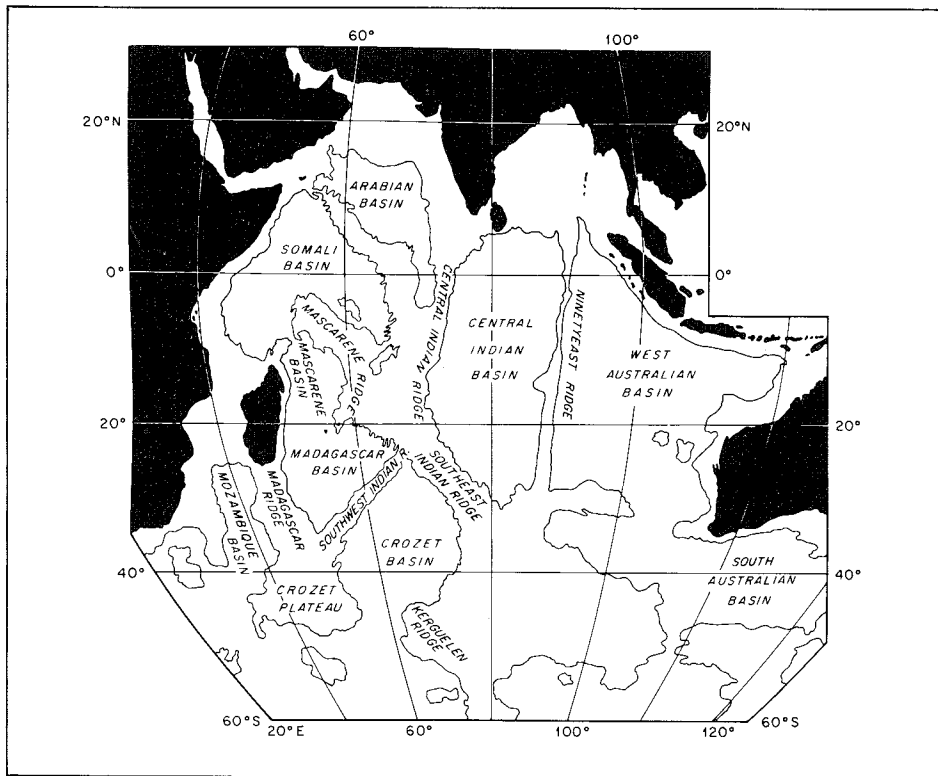 60°
100°
20°N
20°N
ARABIAN
BASIN
SOMALI
BASIN
0°
0°
CENTRAL INDIAN RIDGE
MASCARENE RIDGE
MASCARENE
BASIN
CENTRAL
INDIAN
BASIN
NINETYEAST RIDGE
WEST
AUSTRALIAN
BASIN
20°
20°
MADAGASCAR
BASIN
SOUTHEAST
INDIAN RIDGE
SOUTHWEST INDIAN R.
MADAGASCAR
RIDGE
MOZAMBIQUE
BASIN
CROZET
BASIN
SOUTH
AUSTRALIAN
BASIN
40°
40°
CROZET
PLATEAU
KERGUELEN
RIDGE
60°S
20°E
60°
100°
120°
60°S